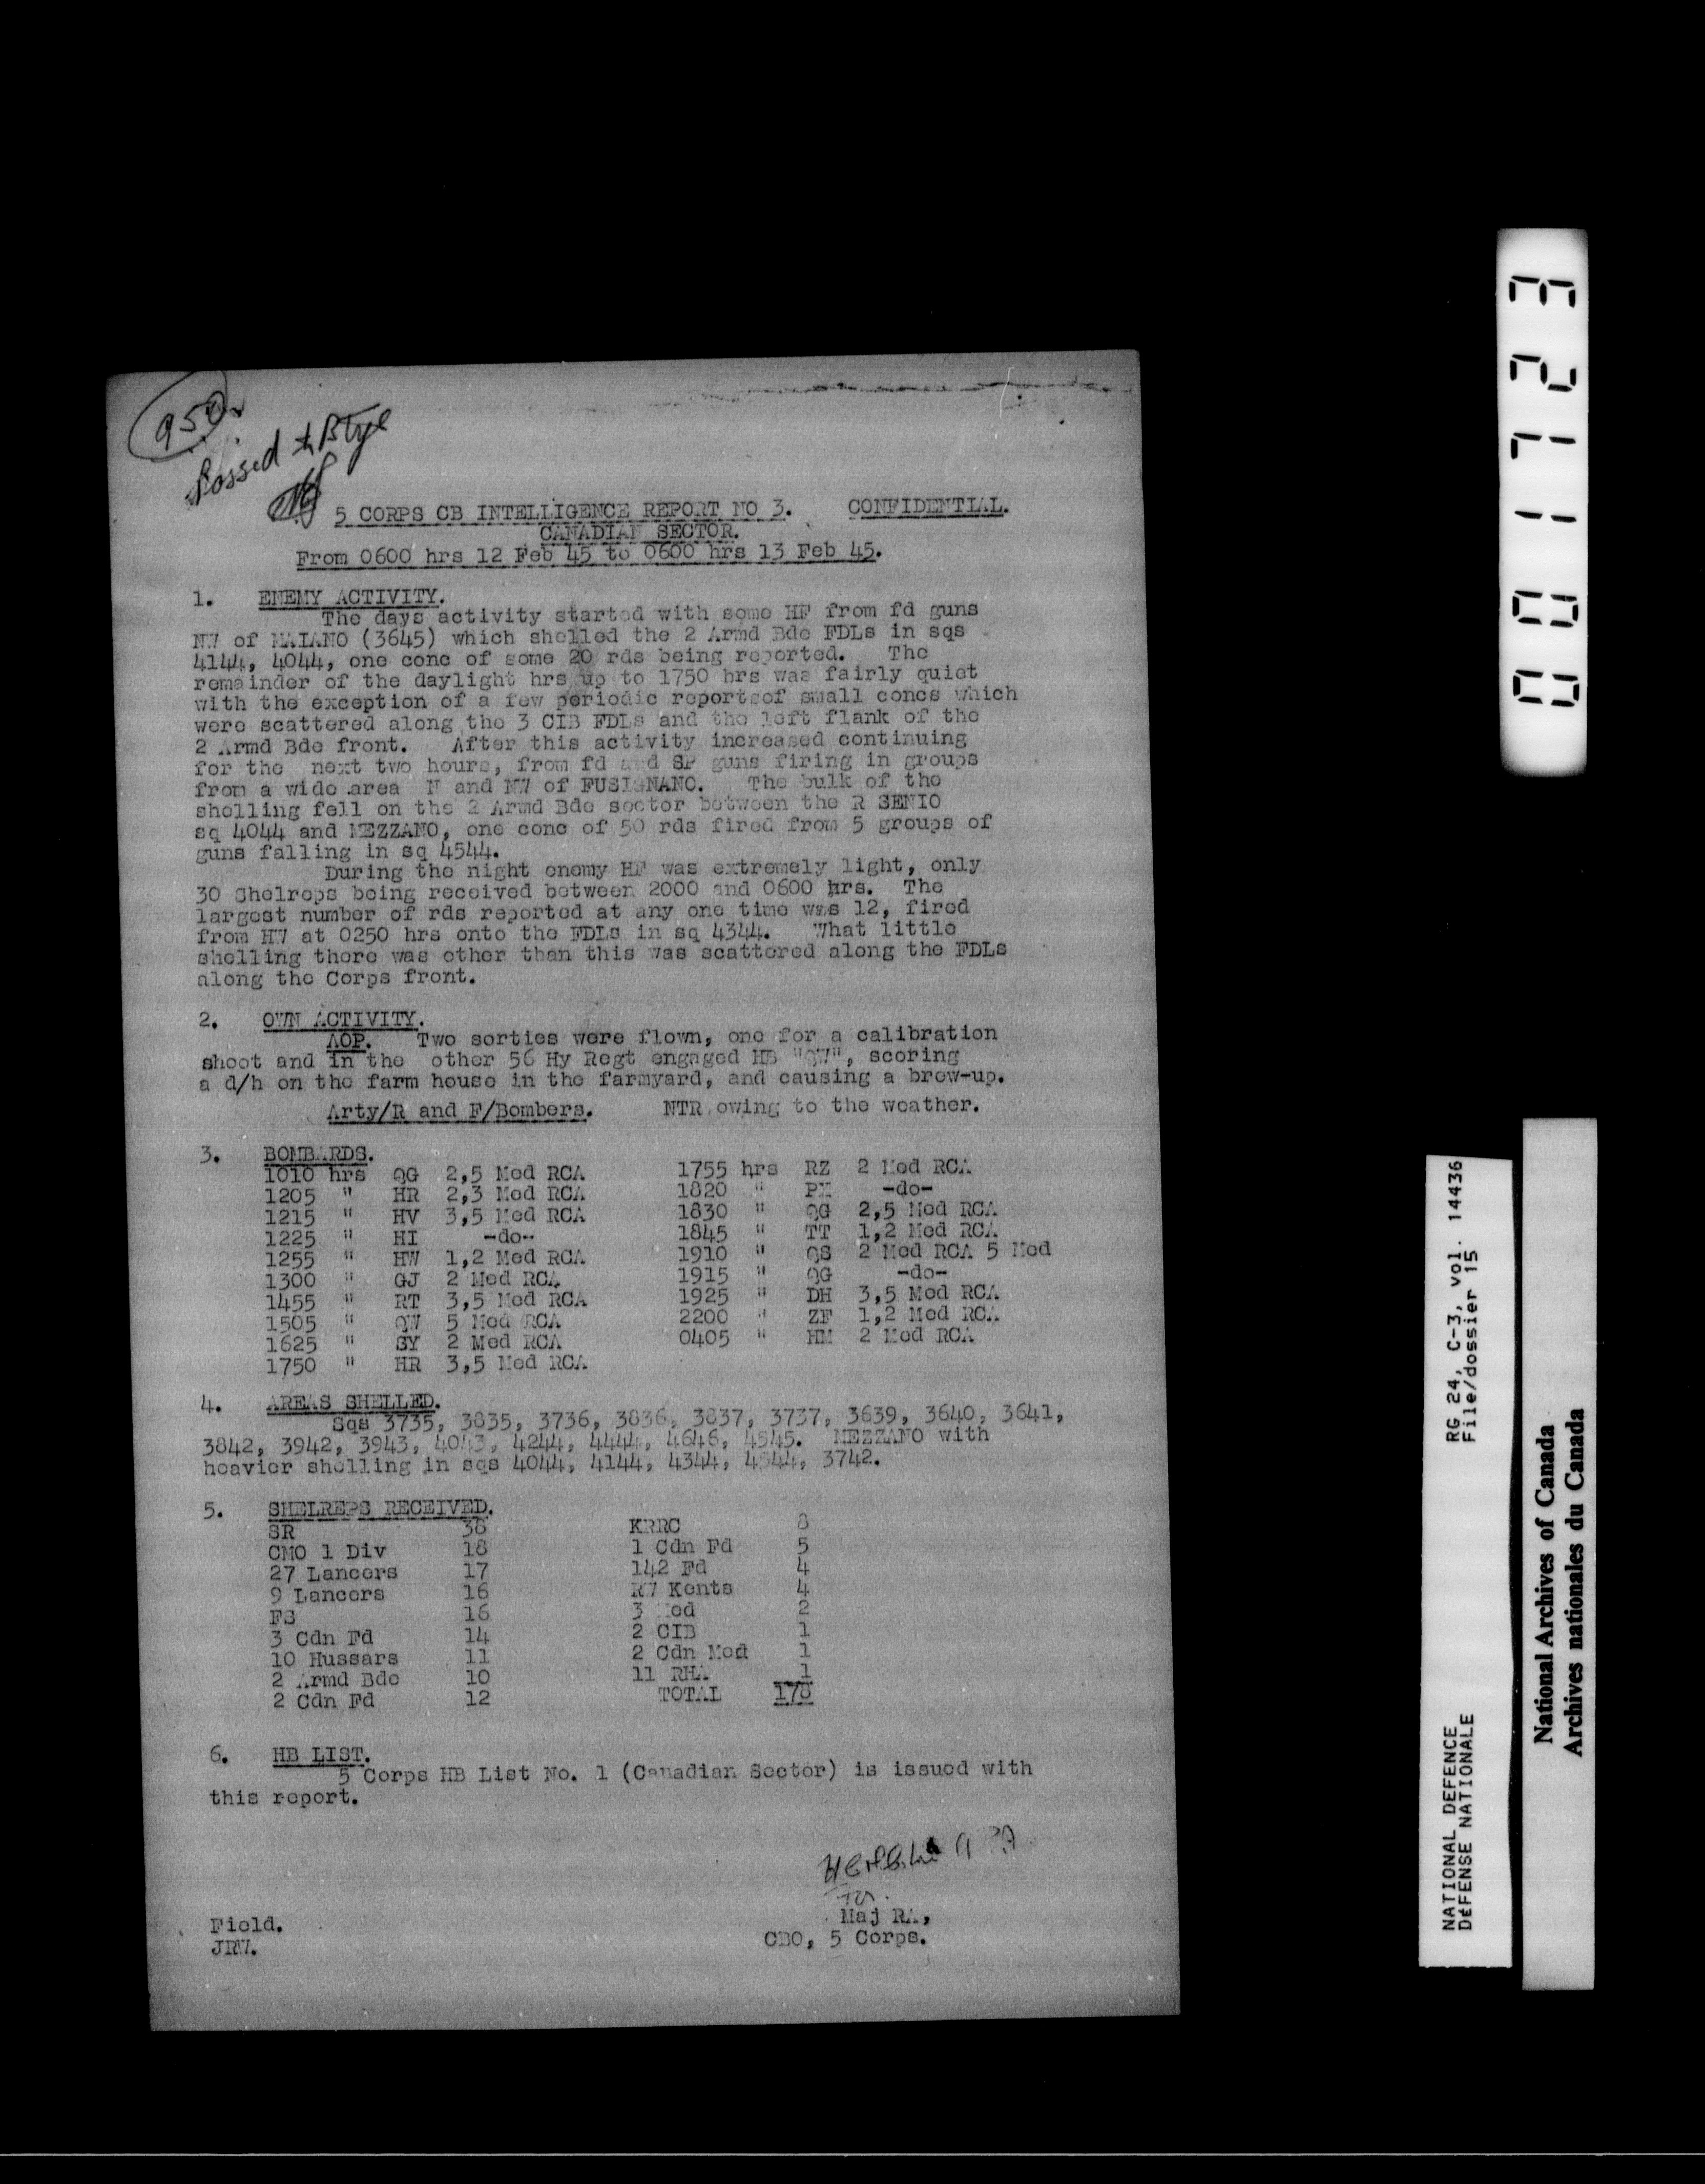 950
Passed to Btys
5 CORPS CB INTELLIGENCE REPORT NO 3. CONFIDENTIAL.
CANADIAN SECTOR.
From 0600 hrs 12 Feb 45 to 0600 hrs 13 Feb 45.
1. ENEMY ACTIVITY.
The days activity started with some HF from fd guns
NW of MAIANO (3645) which shelled the 2 Armd Bde FDLs in sqs
4144, 4044, one conc of some 20 rds being reported. The
remainder of the daylight hrs up to 1750 hrs was fairly quiet
with the exception of a few periodic reportsof small concs which
were scattered along the 3 CIB FDLs and the left flank of the
2 Armd Bde front. After this activity increased continuing
for the next two hours, from fd and SP guns firing in groups
from a wide area N and NW of FUSIGNANO. The bulk of the
shelling fell on the 2 Armd Bde sector between the R SENIO
sq 4044 and MEZZANO, one conc of 50 rds fired from 5 groups of
guns falling in sq 4544.
During the night enemy HF was extremely light, only
30 Shelreps being received between 2000 and 0600 hrs. The
largest number of rds reported at any one time was 12, fired
from HW at 0250 hrs onto the FDLs in sq 4344. What little
shelling there was other than this was scattered along the FDLs
along the Corps front.
2. OWN ACTIVITY.
AOP. Two sorties were flown, one for a calibration
shoot and in the other 56 Hy Regt engaged HB "QW", scoring
a d/h on the farm house in the farmyard, and causing a brew-up.
Arty/R and F/Bombers. NTR owing to the weather.
3. BOMBARDS.
1010 hrs QG 2,5 Med RCA 1755 hrs RZ 2 Med RCA
1205 " HR 2,3 Med RCA 1820 " PX -do-
1215 " HV 3,5 Med RCA 1830 " QG 2,5 Med RCA
1225 " HI -do- 1845 " TT 1,2 Med RCA
1255 " HW 1,2 Med RCA 1910 " QS 2 Med RCA 5 Med
1300 " GJ 2 Med RCA 1915 " QG -do-
1455 " RT 3,5 Med RCA 1925 " DH 3,5 Med RCA
1505 " QW 5 Med RCA 2200 " ZF 1,2 Med RCA
1625 " SY 2 Med RCA 0405 " HM 2 Med RCA
1750 " HR 3,5 Med RCA
4. AREAS SHELLED.
Sqs 3735, 3835, 3736, 3836, 3837, 3737, 3639, 3640, 3641,
3842, 3942, 3943, 4043, 4244, 4444, 4646, 4545. MEZZANO with
heavier shelling in sqs 4044, 4144, 4344, 4544, 3742.
5. SHELREPS RECEIVED.
SR 38 KRRC 8
CMO 1 Div 18 1 Cdn Fd 5
27 Lancers 17 142 Fd 4
9 Lancers 16 RW Kents 4
FS 16 3 Med 2
3 Cdn Fd 14 2 CIB 1
10 Hussars 11 2 Cdn Med 1
2 Armd Bde 10 11 RHA 1
2 Cdn Fd 12 TOTAL 178
6. HB LIST.
5 Corps HB List No. 1 (Canadian Sector) is issued with
this report.
for.
Maj RA,
CBO, 5 Corps.
Field.
JRW.
001723
RG 24, C-3, vol. 14436
File/dossier 15
NATIONAL DEFENCE
DÉFENSE NATIONALE
National Archives of Canada
Archives nationales du Canada